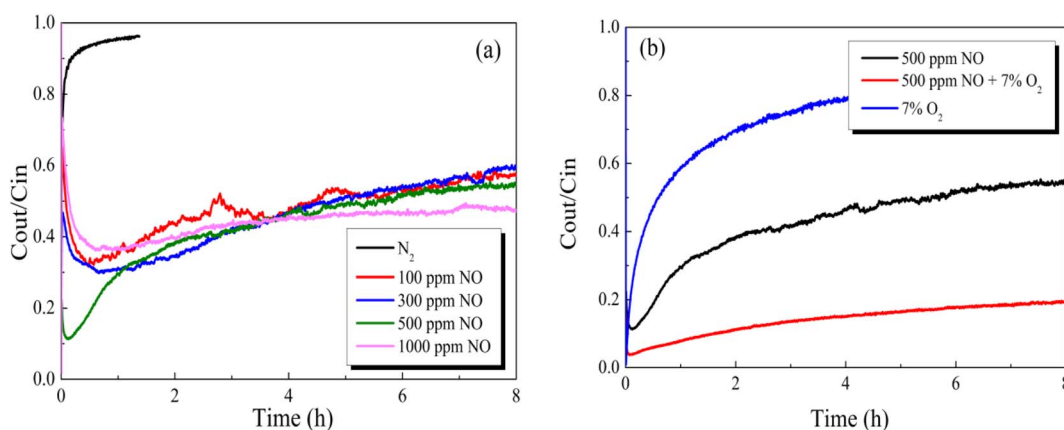 (a)
Cout/Cin
1.0
0.8
0.6
0.4
0.2
0.0
0
2
4
6
8
Time (h)
N2
100 ppm NO
300 ppm NO
500 ppm NO
1000 ppm NO
(b)
Cout/Cin
1.0
0.8
0.6
0.4
0.2
0.0
0
2
4
6
8
Time (h)
500 ppm NO
500 ppm NO + 7% O2
7% O2